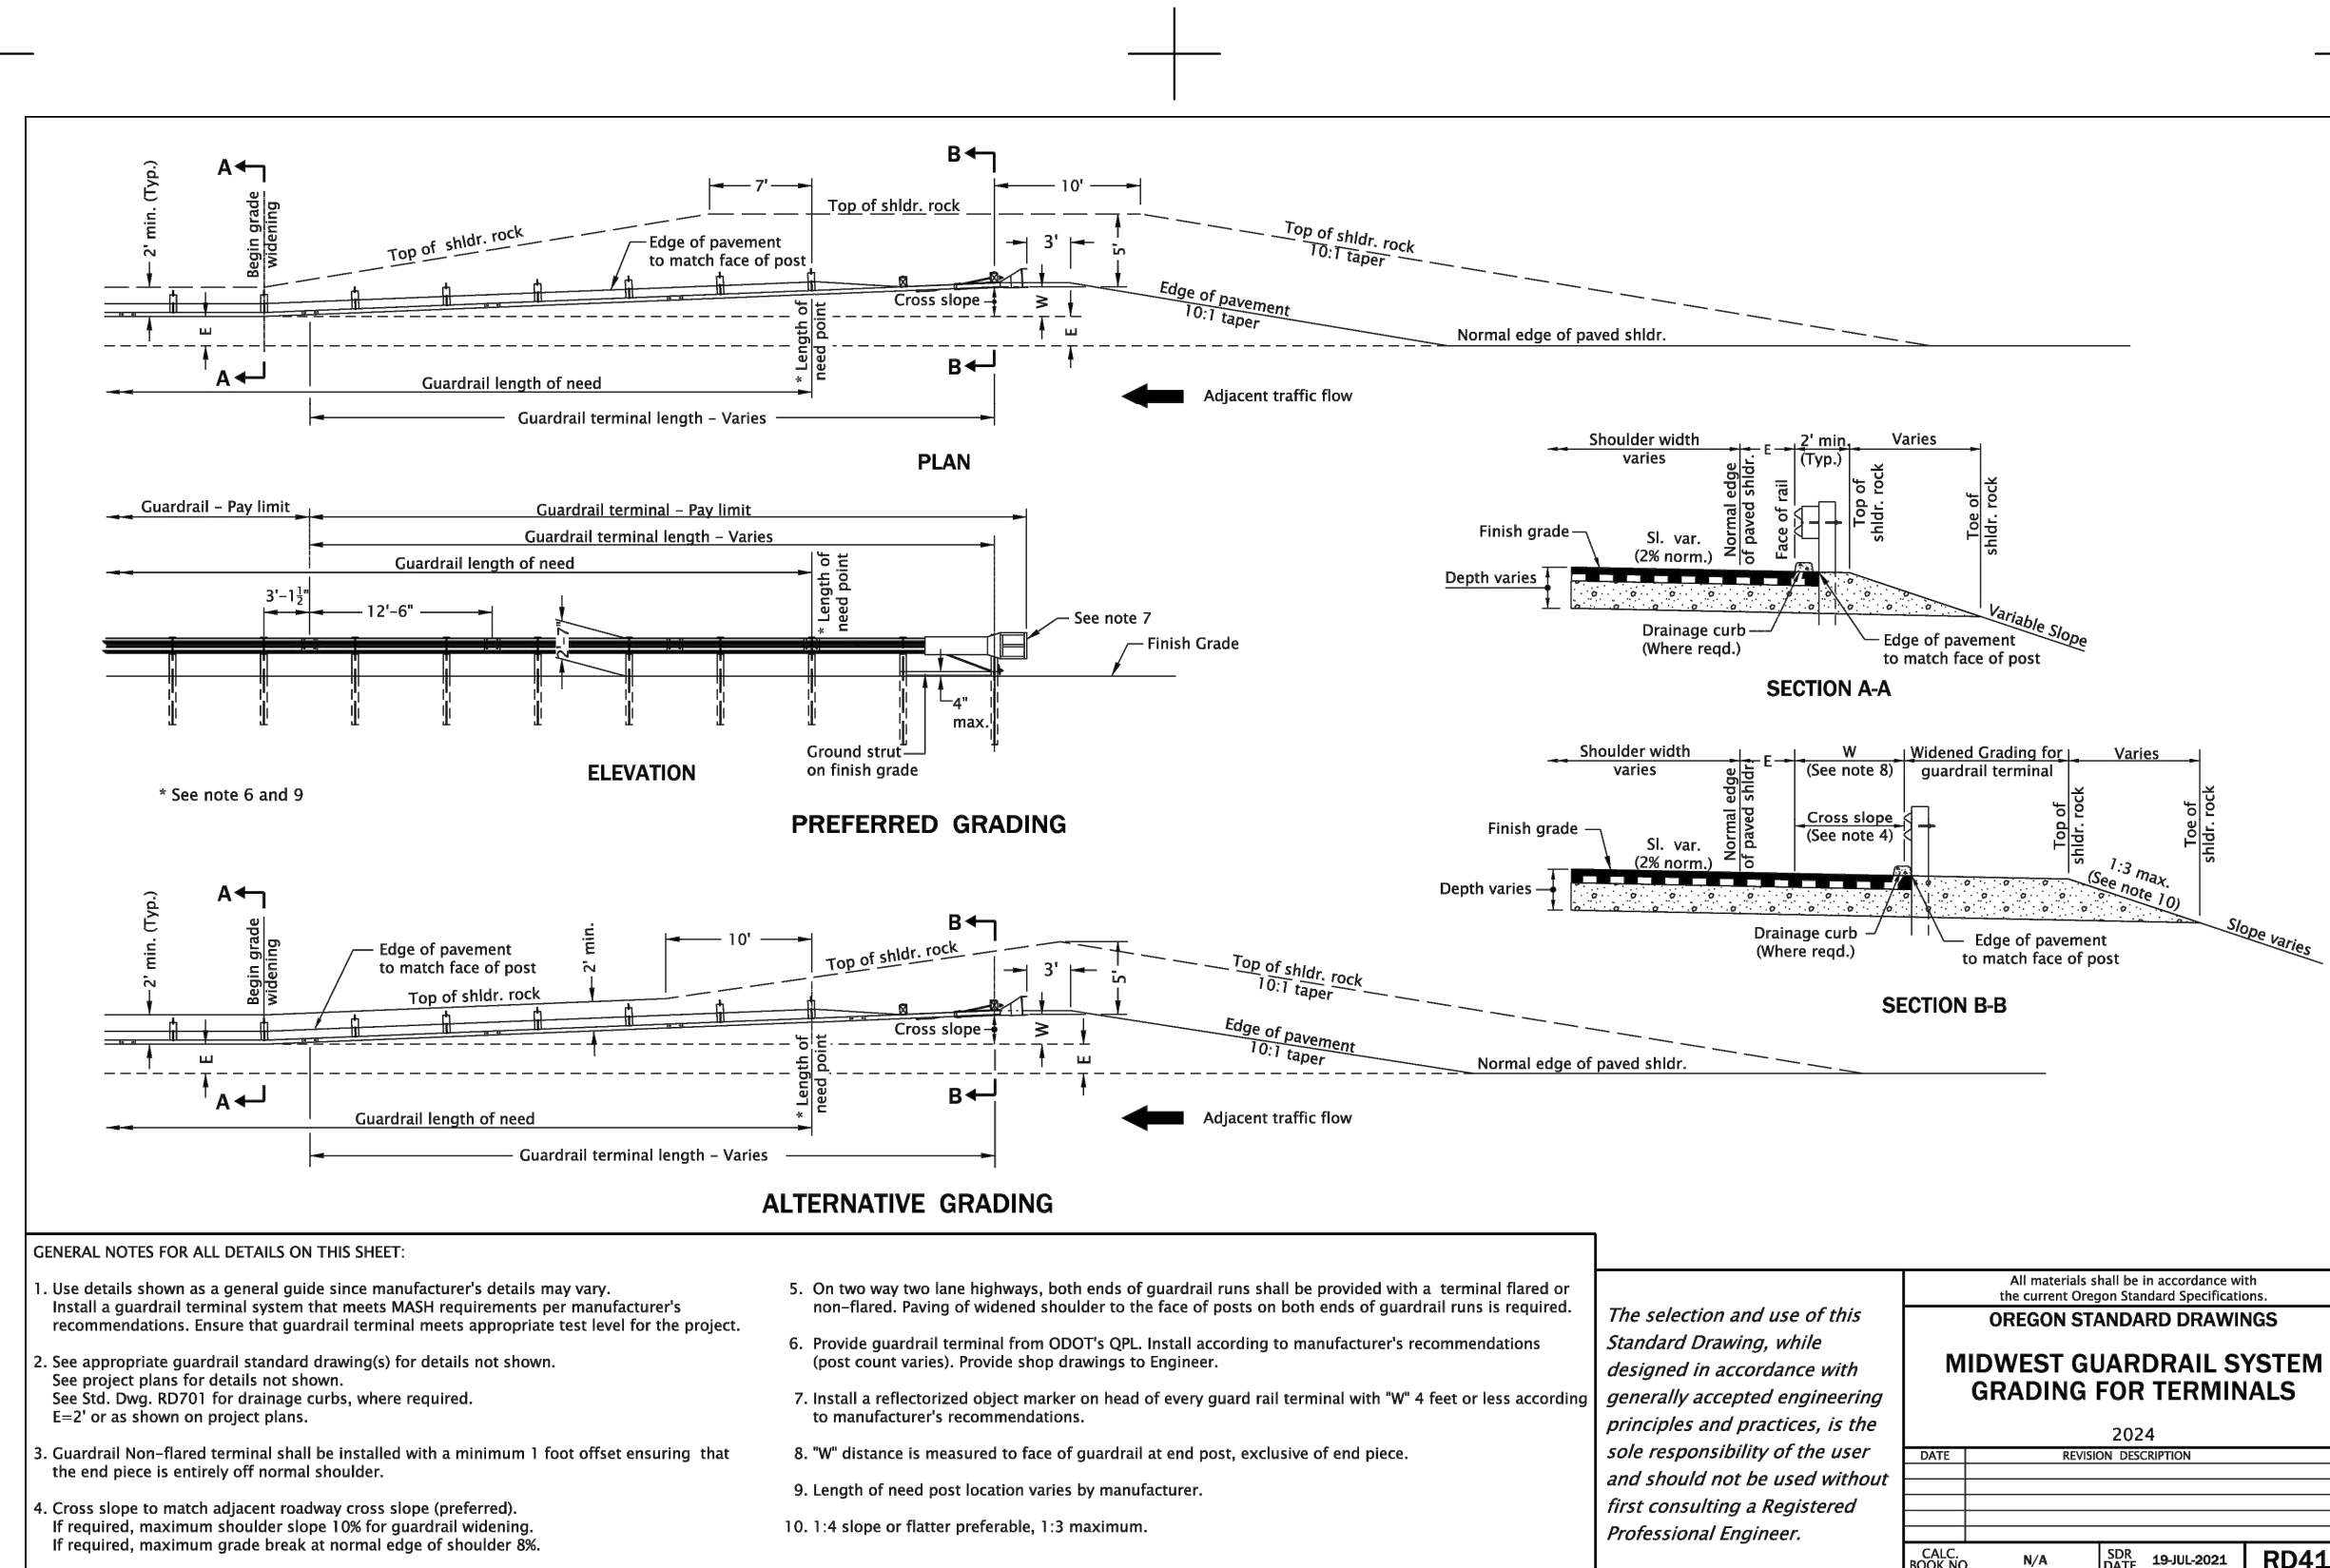 A
B
2' min. (Typ.)
Begin grade
widening
7'
10'
Top of shldr. rock
Top of shldr. rock
Edge of pavement
to match face of post
3'
5'
Top of shldr. rock
10:1 taper
Cross slope
W
E
E
Edge of pavement
10:1 taper
Normal edge of paved shldr.
* Length of
need point
A
B
Guardrail length of need
Adjacent traffic flow
Guardrail terminal length - Varies
PLAN
Guardrail - Pay limit
Guardrail terminal - Pay limit
Guardrail terminal length - Varies
Guardrail length of need
* Length of
need point
3'-1 1/2"
12'-6"
2'-7"
See note 7
Finish Grade
4"
max.
Ground strut
on finish grade
ELEVATION
* See note 6 and 9
PREFERRED GRADING
Shoulder width
varies
E
2' min.
(Typ.)
Varies
Normal edge
of paved shldr.
Face of rail
Top of
shldr. rock
Toe of
shldr. rock
Finish grade
Sl. var.
(2% norm.)
Depth varies
Variable Slope
Drainage curb
(Where reqd.)
Edge of pavement
to match face of post
SECTION A-A
Shoulder width
varies
E
W
(See note 8)
Widened Grading for
guardrail terminal
Varies
Normal edge
of paved shldr.
Cross slope
(See note 4)
Top of
shldr. rock
Toe of
shldr. rock
Finish grade
Sl. var.
(2% norm.)
Depth varies
1:3 max.
(See note 10)
Slope varies
Drainage curb
(Where reqd.)
Edge of pavement
to match face of post
SECTION B-B
A
B
2' min. (Typ.)
Begin grade
widening
Edge of pavement
to match face of post
2' min.
10'
Top of shldr. rock
Top of shldr. rock
3'
5'
Top of shldr. rock
10:1 taper
Cross slope
W
E
E
Edge of pavement
10:1 taper
Normal edge of paved shldr.
* Length of
need point
A
B
Guardrail length of need
Adjacent traffic flow
Guardrail terminal length - Varies
ALTERNATIVE GRADING
GENERAL NOTES FOR ALL DETAILS ON THIS SHEET:
1. Use details shown as a general guide since manufacturer's details may vary.
Install a guardrail terminal system that meets MASH requirements per manufacturer's
recommendations. Ensure that guardrail terminal meets appropriate test level for the project.
2. See appropriate guardrail standard drawing(s) for details not shown.
See project plans for details not shown.
See Std. Dwg. RD701 for drainage curbs, where required.
E=2' or as shown on project plans.
3. Guardrail Non-flared terminal shall be installed with a minimum 1 foot offset ensuring that
the end piece is entirely off normal shoulder.
4. Cross slope to match adjacent roadway cross slope (preferred).
If required, maximum shoulder slope 10% for guardrail widening.
If required, maximum grade break at normal edge of shoulder 8%.
5. On two way two lane highways, both ends of guardrail runs shall be provided with a terminal flared or
non-flared. Paving of widened shoulder to the face of posts on both ends of guardrail runs is required.
6. Provide guardrail terminal from ODOT's QPL. Install according to manufacturer's recommendations
(post count varies). Provide shop drawings to Engineer.
7. Install a reflectorized object marker on head of every guard rail terminal with "W" 4 feet or less according
to manufacturer's recommendations.
8. "W" distance is measured to face of guardrail at end post, exclusive of end piece.
9. Length of need post location varies by manufacturer.
10. 1:4 slope or flatter preferable, 1:3 maximum.
The selection and use of this
Standard Drawing, while
designed in accordance with
generally accepted engineering
principles and practices, is the
sole responsibility of the user
and should not be used without
first consulting a Registered
Professional Engineer.
All materials shall be in accordance with
the current Oregon Standard Specifications.
OREGON STANDARD DRAWINGS
MIDWEST GUARDRAIL SYSTEM
GRADING FOR TERMINALS
2024
DATE
REVISION DESCRIPTION
CALC.
BOOK NO.
N/A
SDR
DATE
19-JUL-2021
RD41